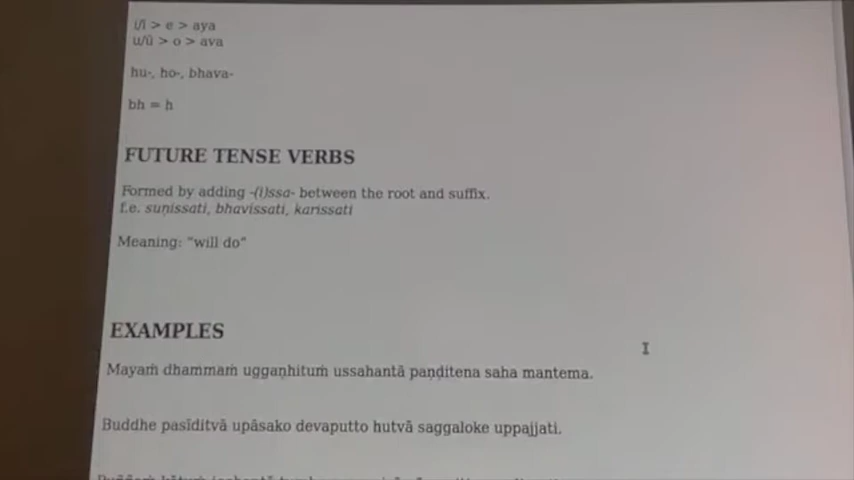 i/ī > e > aya
u/ū > o > ava
hu-, ho-, bhava-
bh = h
FUTURE TENSE VERBS
Formed by adding -(i)ssa- between the root and suffix.
f.e. suṇissati, bhavissati, karissati
Meaning: "will do"
EXAMPLES
Mayaṁ dhammaṁ uggaṇhituṁ ussahantā paṇḍitena saha mantema.
Buddhe pasīditvā upāsako devaputto hutvā saggaloke uppajjati.